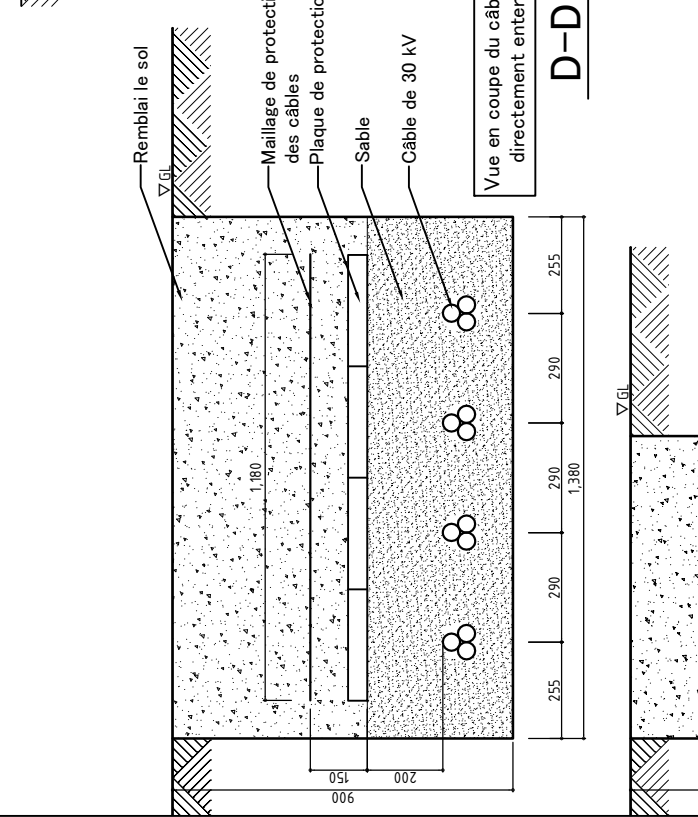 Remblai le sol
GL
Maillage de protecti
des câbles
Plaque de protectio
Sable
Câble de 30 kV
1,180
150
200
900
255
290
290
290
255
1,380
Vue en coupe du câb
directement enter
D-D
GL